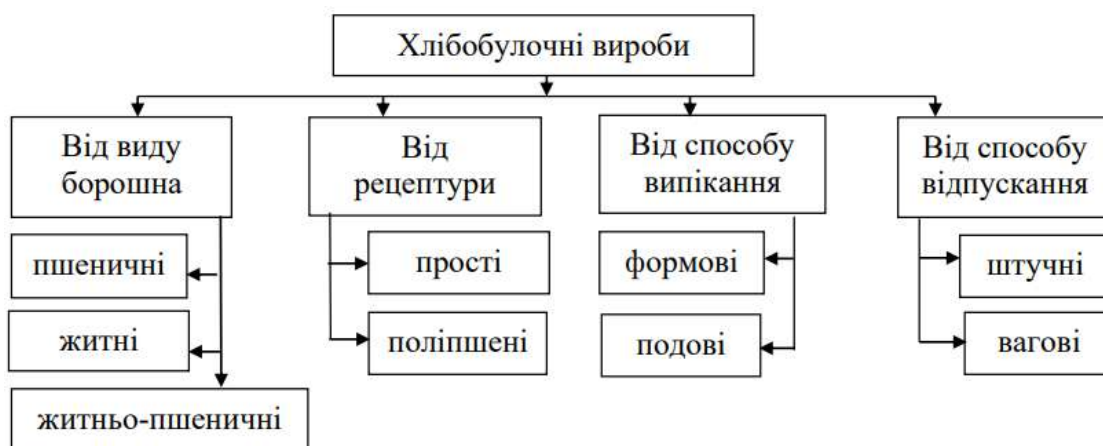 Хлібобулочні вироби
Від виду
борошна
пшеничні
житні
житньо-пшеничні
Від
рецептури
прості
поліпшені
Від способу
випікання
формові
подові
Від способу
відпускання
штучні
вагові